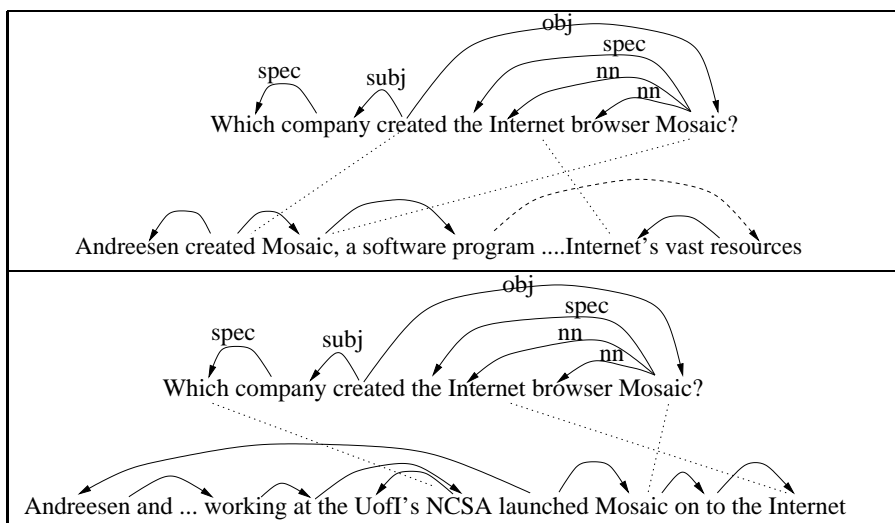 obj
spec
spec
subj
nn
nn
Which company created the Internet browser Mosaic?
Andreesen created Mosaic, a software program ....Internet's vast resources
obj
spec
spec
subj
nn
nn
Which company created the Internet browser Mosaic?
Andreesen and ... working at the UofI's NCSA launched Mosaic on to the Internet